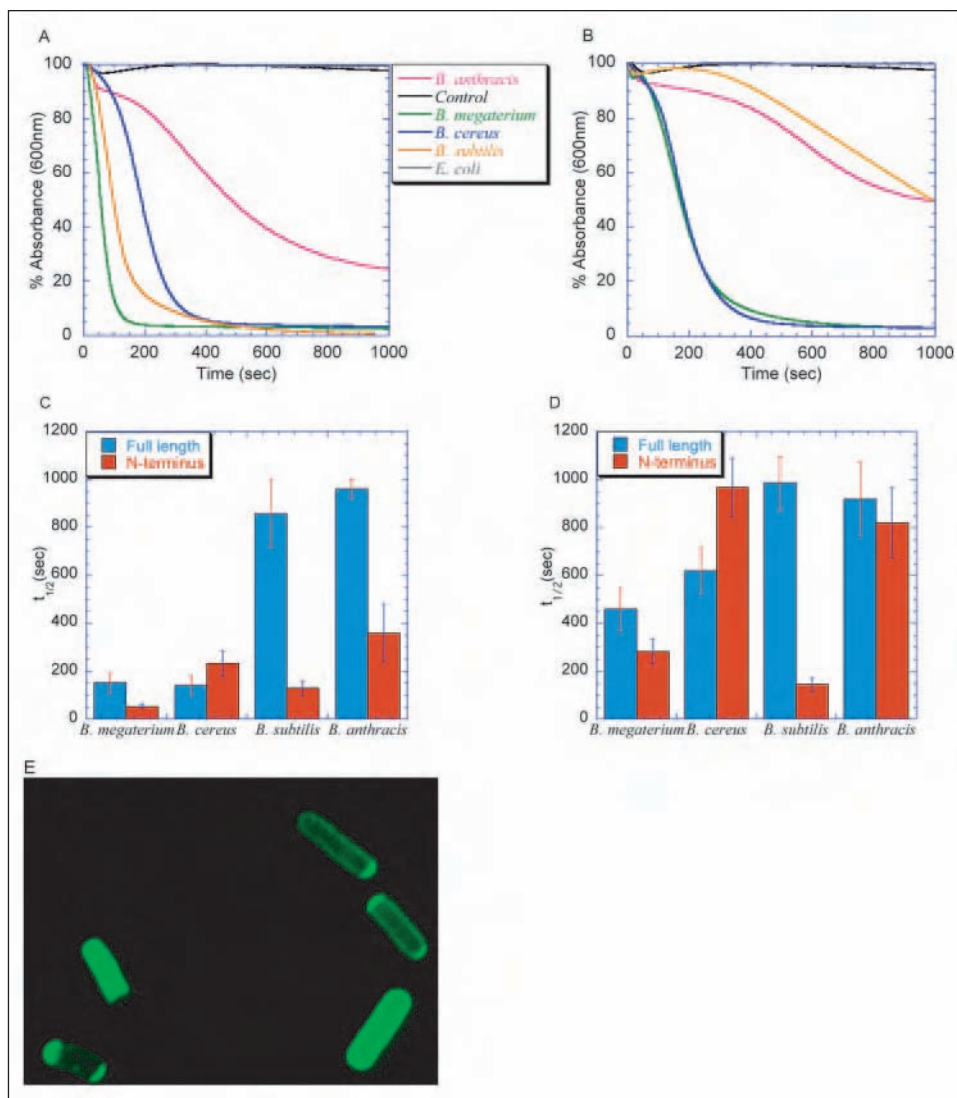 A
% Absorbance (600nm)
100
80
60
40
20
0
0 200 400 600 800 1000
Time (sec)
B. anthracis
Control
B. megaterium
B. cereus
B. subtilis
E. coli
B
% Absorbance (600nm)
100
80
60
40
20
0
0 200 400 600 800 1000
Time (sec)
C
t1/2(sec)
1200
1000
800
600
400
200
0
Full length
N-terminus
B. megaterium B. cereus B. subtilis B. anthracis
D
t1/2(sec)
1200
1000
800
600
400
200
0
Full length
N-terminus
B. megaterium B. cereus B. subtilis B. anthracis
E